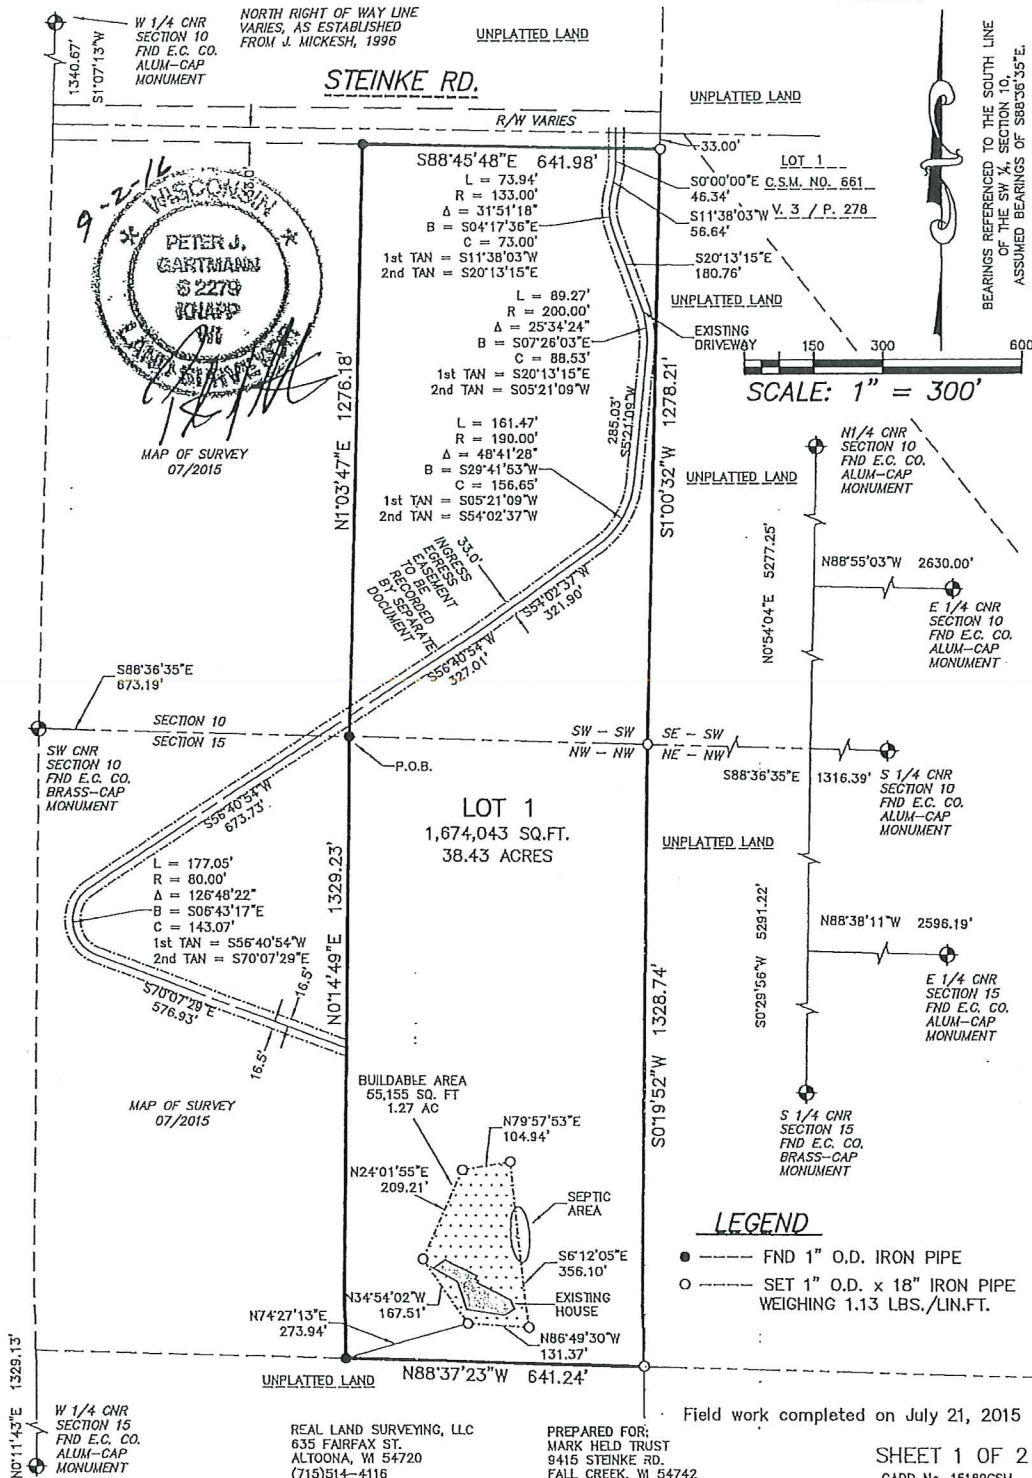 W 1/4 CNR
SECTION 10
FND E.C. CO.
ALUM-CAP
MONUMENT
1340.67'
S1°07'13"W
NORTH RIGHT OF WAY LINE
VARIES, AS ESTABLISHED
FROM J. MICKESH, 1996
UNPLATTED LAND
STEINKE RD.
R/W VARIES
UNPLATTED LAND
33.00'
LOT 1
C.S.M. NO. 661
V. 3 / P. 278
BEARINGS REFERENCED TO THE SOUTH LINE
OF THE SW ¼, SECTION 10,
ASSUMED BEARINGS OF S88°36'35"E.
9-2-16
WISCONSIN
PETER J.
GARTMANN
S 2279
KNAPP
WI
MAP OF SURVEY
07/2015
S88°45'48"E 641.98'
L = 73.94'
R = 133.00'
Δ = 31°51'18"
B = S04°17'36"E
C = 73.00'
1st TAN = S11°38'03"W
2nd TAN = S20°13'15"E
S0°00'00"E
46.34'
S11°38'03"W
56.64'
S20°13'15"E
180.76'
UNPLATTED LAND
EXISTING
DRIVEWAY
L = 89.27'
R = 200.00'
Δ = 25°34'24"
B = S07°26'03"E
C = 88.53'
1st TAN = S20°13'15"E
2nd TAN = S05°21'09"W
150 300 600
SCALE: 1" = 300'
N1°03'47"E 1276.18'
285.03'
S5°21'09"W
S1°00'32"W 1278.21'
L = 161.47'
R = 190.00'
Δ = 48°41'28"
B = S29°41'53"W
C = 156.65'
1st TAN = S05°21'09"W
2nd TAN = S54°02'37"W
UNPLATTED LAND
N1/4 CNR
SECTION 10
FND E.C. CO.
ALUM-CAP
MONUMENT
N0°54'04"E 5277.25'
N88°55'03"W 2630.00'
E 1/4 CNR
SECTION 10
FND E.C. CO.
ALUM-CAP
MONUMENT
33.0'
INGRESS
EGRESS
EASEMENT
TO BE
RECORDED
BY SEPARATE
DOCUMENT
S54°02'37"W
321.90'
S56°40'54"W
327.01'
S88°36'35"E
673.19'
SECTION 10
SECTION 15
SW - SW
NW - NW
SE - SW
NE - NW
S88°36'35"E 1316.39'
S 1/4 CNR
SECTION 10
FND E.C. CO.
ALUM-CAP
MONUMENT
SW CNR
SECTION 10
FND E.C. CO.
BRASS-CAP
MONUMENT
P.O.B.
S56°40'54"W
673.73'
LOT 1
1,674,043 SQ.FT.
38.43 ACRES
UNPLATTED LAND
L = 177.05'
R = 80.00'
Δ = 126°48'22"
B = S06°43'17"E
C = 143.07'
1st TAN = S56°40'54"W
2nd TAN = S70°07'29"E
N0°14'49"E 1329.23'
S0°19'52"W 1328.74'
S0°29'56"W 5291.22'
N88°38'11"W 2596.19'
E 1/4 CNR
SECTION 15
FND E.C. CO.
ALUM-CAP
MONUMENT
S70°07'29"E
576.93'
16.5'
16.5'
MAP OF SURVEY
07/2015
S 1/4 CNR
SECTION 15
FND E.C. CO.
BRASS-CAP
MONUMENT
BUILDABLE AREA
55,155 SQ. FT
1.27 AC
N79°57'53"E
104.94'
N24°01'55"E
209.21'
SEPTIC
AREA
S6°12'05"E
356.10'
N34°54'02"W
167.51'
EXISTING
HOUSE
N74°27'13"E
273.94'
N86°49'30"W
131.37'
LEGEND
FND 1" O.D. IRON PIPE
SET 1" O.D. x 18" IRON PIPE
WEIGHING 1.13 LBS./LIN.FT.
N88°37'23"W 641.24'
UNPLATTED LAND
N0°11'43"E 1329.13'
W 1/4 CNR
SECTION 15
FND E.C. CO.
ALUM-CAP
MONUMENT
REAL LAND SURVEYING, LLC
635 FAIRFAX ST.
ALTOONA, WI 54720
(715)514-4116
PREPARED FOR:
MARK HELD TRUST
9415 STEINKE RD.
FALL CREEK, WI 54742
Field work completed on July 21, 2015
SHEET 1 OF 2